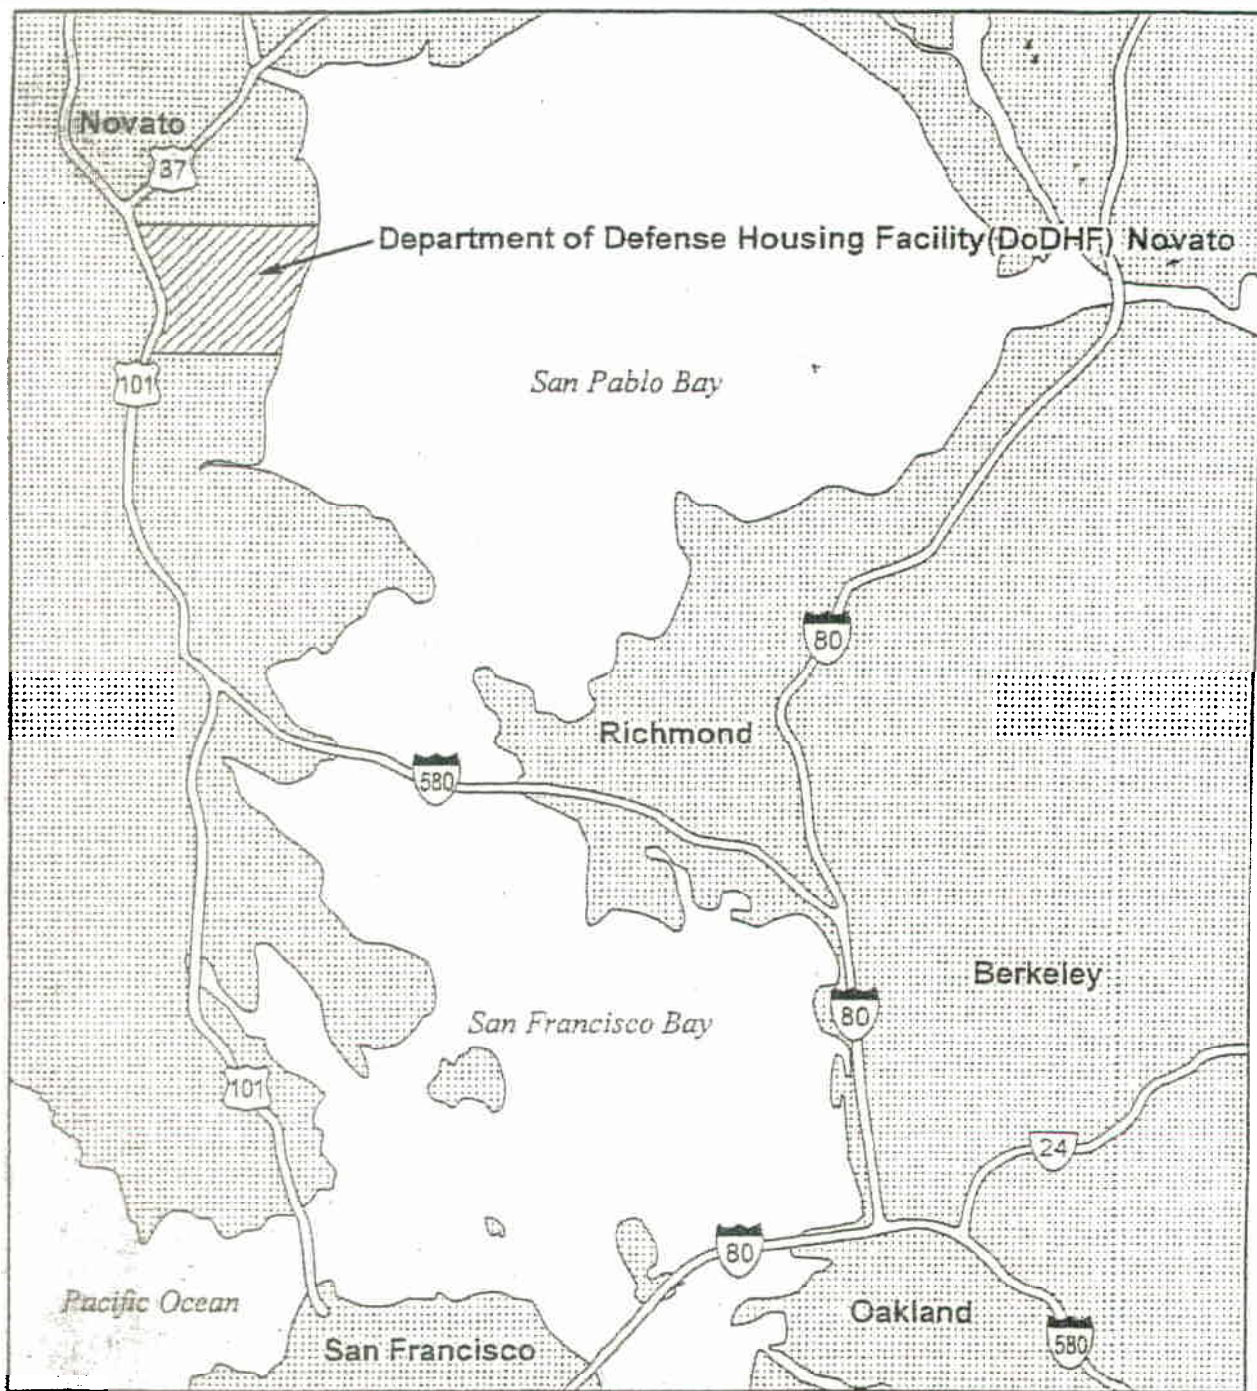 Novato
37
Department of Defense Housing Facility(DoDHF) Novato
101
San Pablo Bay
80
Richmond
580
Berkeley
80
San Francisco Bay
101
24
80
Pacific Ocean
Oakland
San Francisco
580